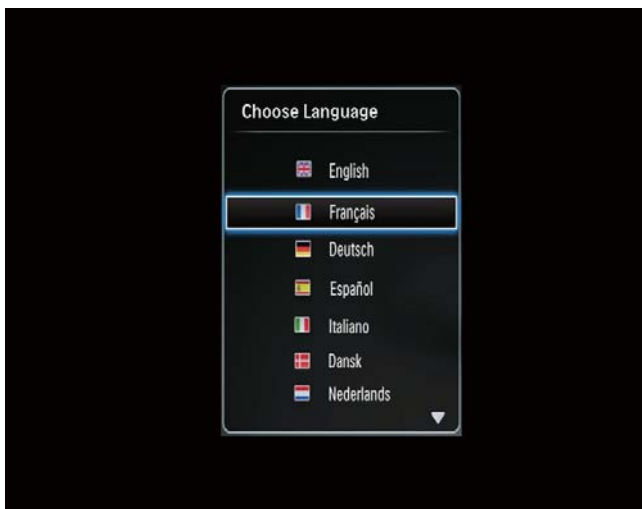 Choose Language
English
Français
Deutsch
Español
Italiano
Dansk
Nederlands